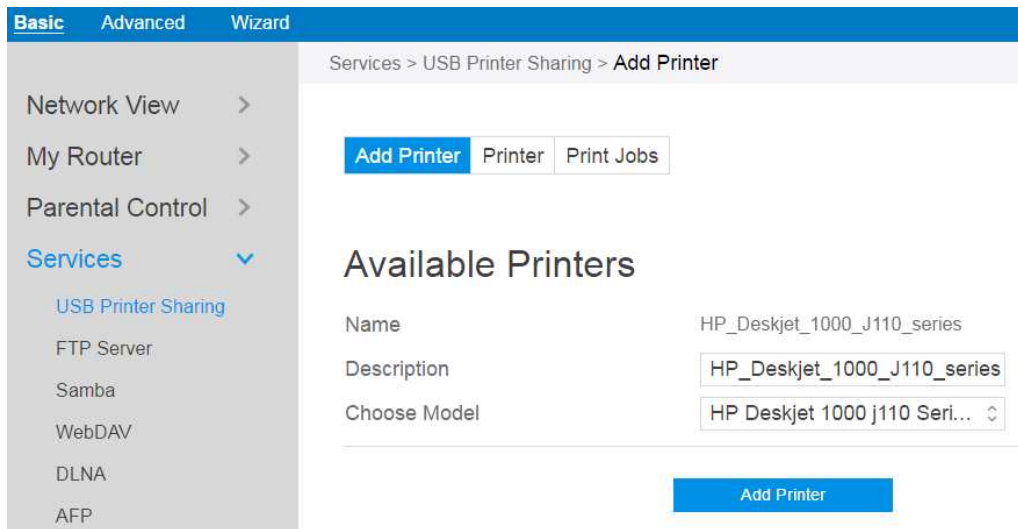 Basic Advanced Wizard
Services > USB Printer Sharing > Add Printer
Network View >
My Router >
Parental Control >
Services
USB Printer Sharing
FTP Server
Samba
WebDAV
DLNA
AFP
Add Printer Printer Print Jobs
Available Printers
Name HP_Deskjet_1000_J110_series
Description HP_Deskjet_1000_J110_series
Choose Model HP Deskjet 1000 j110 Seri...
Add Printer